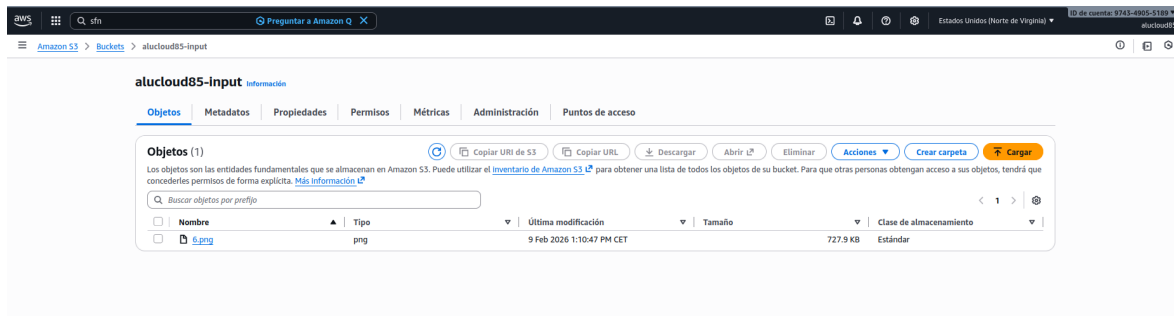 aws
sfn
Preguntar a Amazon Q
Estados Unidos (Norte de Virginia)
ID de cuenta: 9743-4905-5189
alucloud85
Amazon S3 > Buckets > alucloud85-input
alucloud85-input Información
Objetos Metadatos Propiedades Permisos Métricas Administración Puntos de acceso
Objetos (1)
Copiar URI de S3 Copiar URL Descargar Abrir Eliminar Acciones Crear carpeta Cargar
Los objetos son las entidades fundamentales que se almacenan en Amazon S3. Puede utilizar el Inventario de Amazon S3 para obtener una lista de todos los objetos de su bucket. Para que otras personas obtengan acceso a sus objetos, tendrá que
concederles permisos de forma explícita. Más información
Buscar objetos por prefijo
1
Nombre Tipo Última modificación Tamaño Clase de almacenamiento
6.png png 9 Feb 2026 1:10:47 PM CET 727.9 KB Estándar